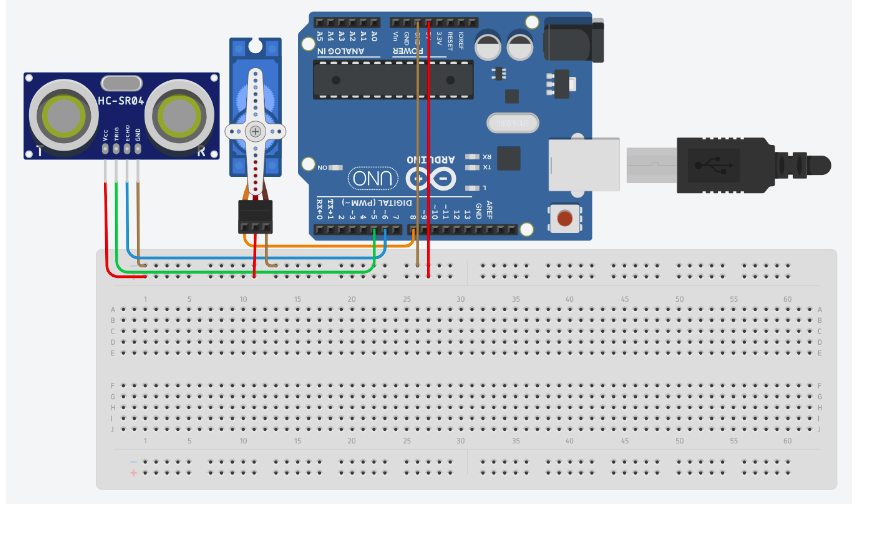 HC-SR04
VCC
TRIG
ECHO
GND
T
R
A5
A4
A3
A2
A1
A0
ANALOG IN
Vin
GND
GND
5V
3.3V
RESET
IOREF
POWER
ARDUINO
UNO
ON
RX
TX
L
DIGITAL (PWM~)
RX←0
TX→1
2
~3
4
~5
~6
7
8
~9
~10
~11
12
13
GND
AREF
1 5 10 15 20 25 30 35 40 45 50 55 60
A A
B B
C C
D D
E E
F F
G G
H H
I I
J J
1 5 10 15 20 25 30 35 40 45 50 55 60
−
+